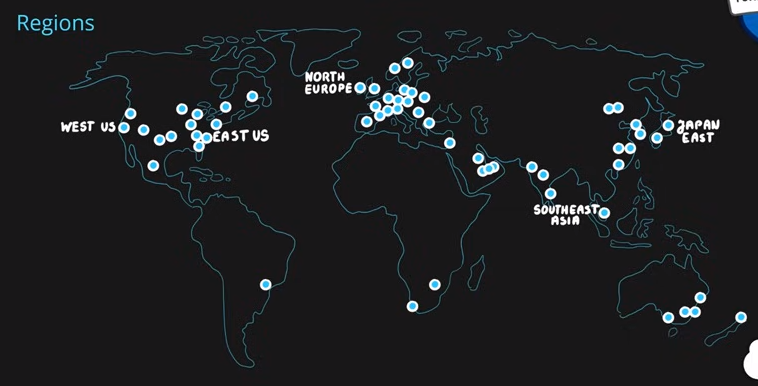 Regions
NORTH
EUROPE
WEST US
EAST US
JAPAN
EAST
SOUTHEAST
ASIA